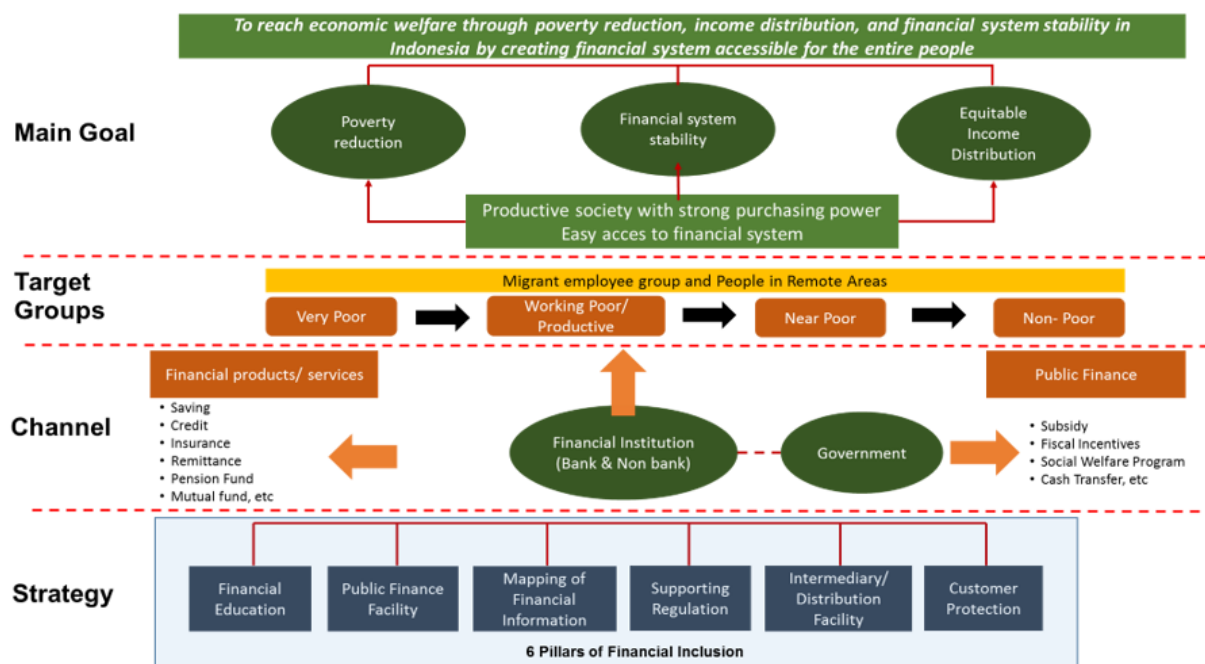 To reach economic welfare through poverty reduction, income distribution, and financial system stability in
Indonesia by creating financial system accessible for the entire people
Main Goal
Poverty
reduction
Financial system
stability
Equitable
Income
Distribution
Productive society with strong purchasing power
Easy acces to financial system
Target
Groups
Migrant employee group and People in Remote Areas
Very Poor
Working Poor/
Productive
Near Poor
Non- Poor
Channel
Financial products/ services
• Saving
• Credit
• Insurance
• Remittance
• Pension Fund
• Mutual fund, etc
Financial Institution
(Bank & Non bank)
Government
Public Finance
• Subsidy
• Fiscal Incentives
• Social Welfare Program
• Cash Transfer, etc
Strategy
Financial
Education
Public Finance
Facility
Mapping of
Financial
Information
Supporting
Regulation
Intermediary/
Distribution
Facility
Customer
Protection
6 Pillars of Financial Inclusion